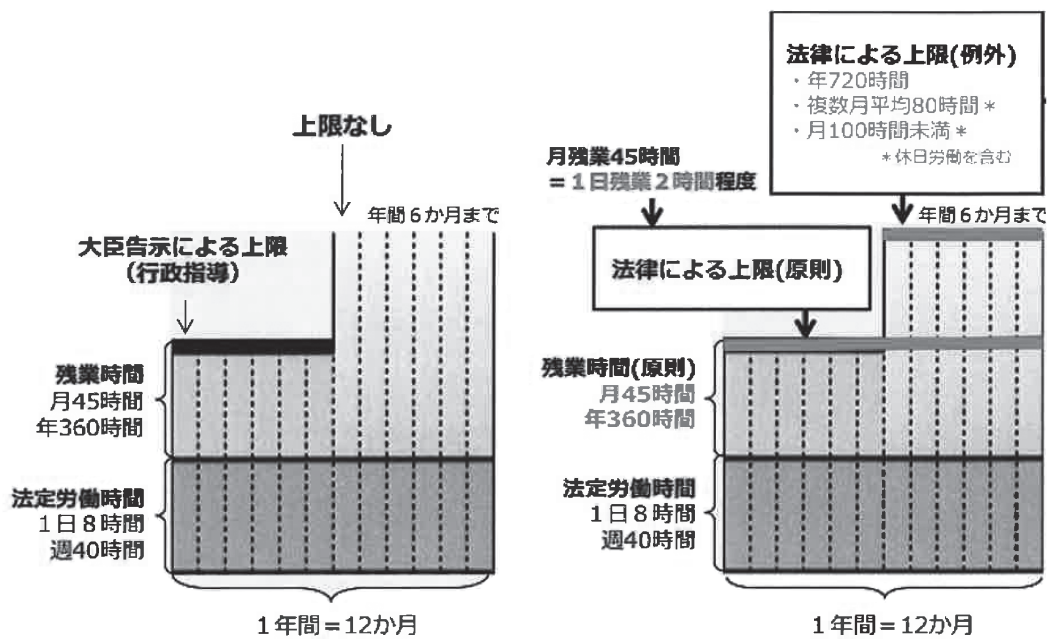 上限なし
年間６か月まで
大臣告示による上限
（行政指導）
残業時間
月45時間
年360時間
法定労働時間
１日８時間
週40時間
１年間＝12か月
法律による上限(例外)
・年720時間
・複数月平均80時間＊
・月100時間未満＊
＊休日労働を含む
月残業45時間
＝１日残業２時間程度
年間６か月まで
法律による上限(原則)
残業時間(原則)
月45時間
年360時間
法定労働時間
１日８時間
週40時間
１年間＝12か月